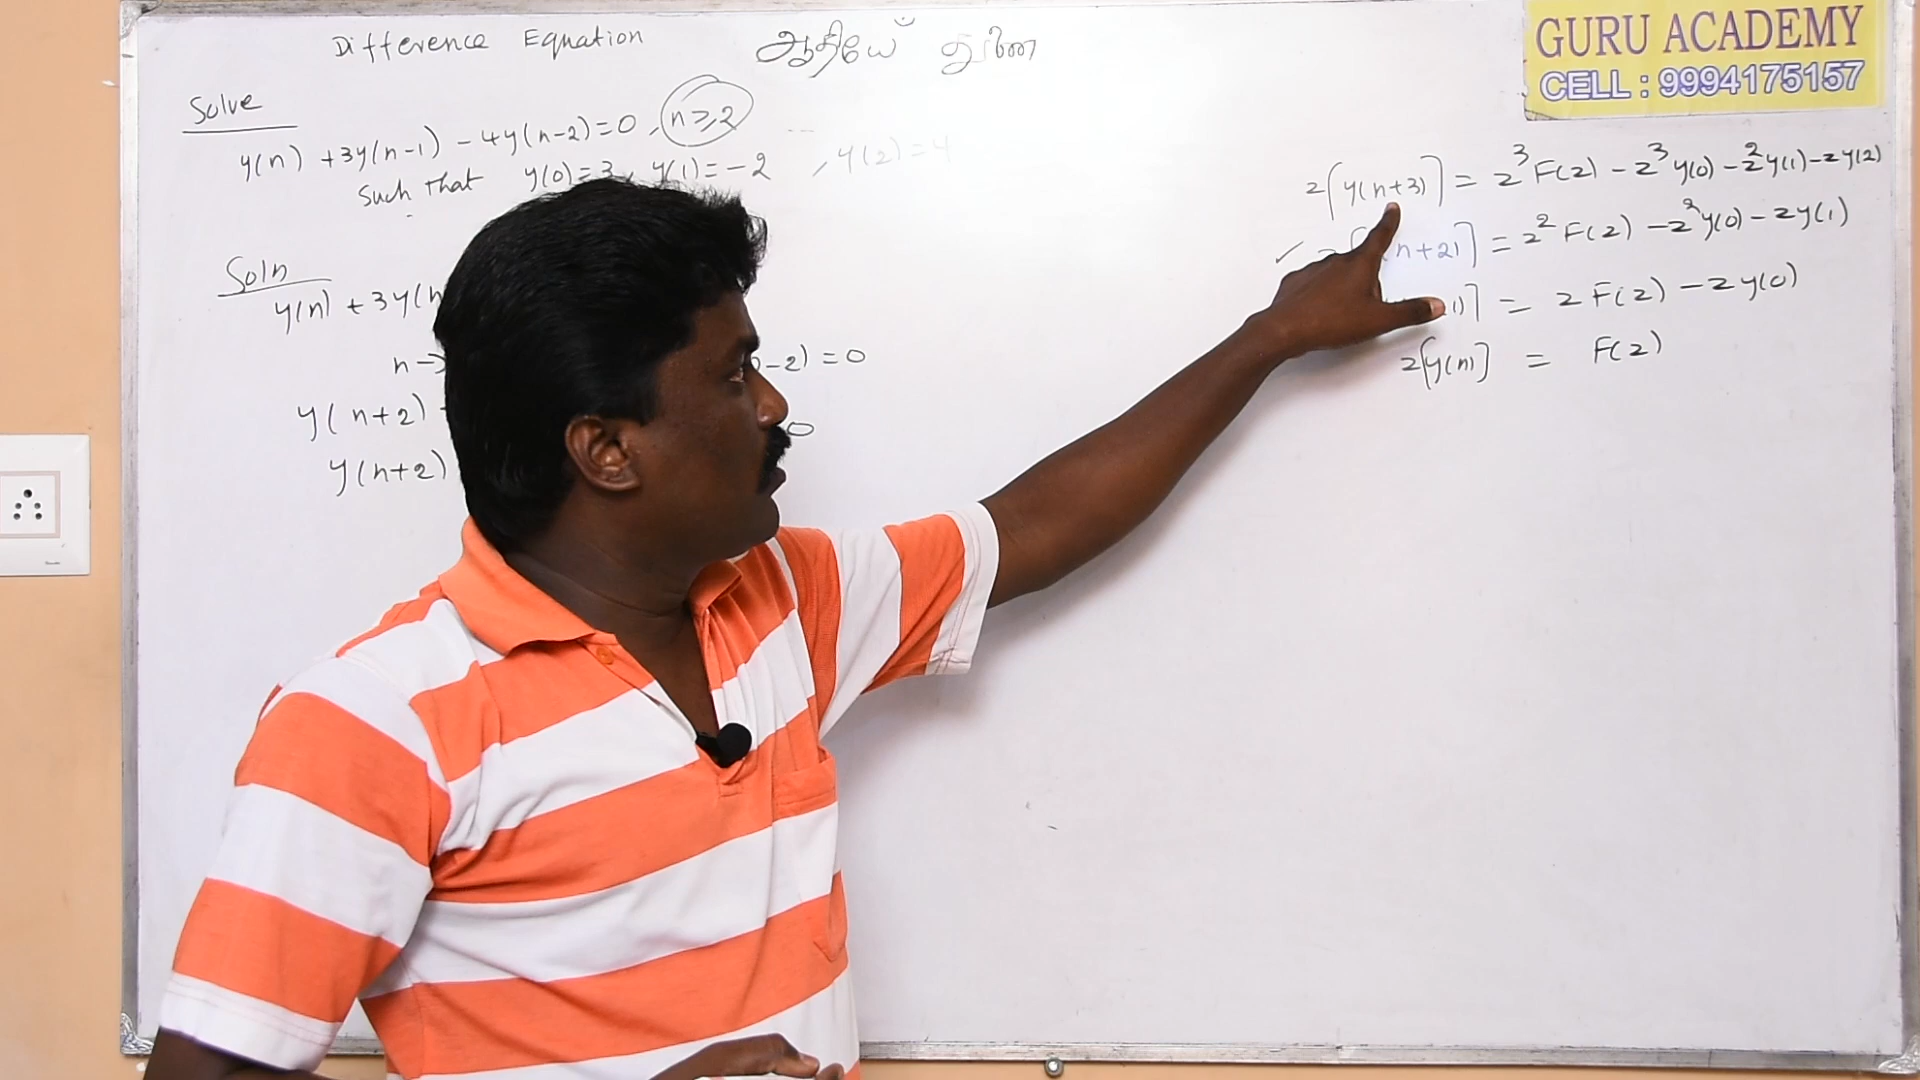 Difference Equation ஆதியே துணை
GURU ACADEMY
CELL : 9994175157
Solve
y(n) +3y(n-1) -4y(n-2)=0, n≥2
Such that y(0)=3, y(1)=-2 , y(2)=4
Soln
y(n) + 3y(n
n→ -2) = 0
y(n+2) 0
y(n+2)
z[y(n+3)] = z³F(z) - z³y(0) - z²y(1) - zy(2)
✓ n+2)] = z²F(z) - z²y(0) - zy(1)
1)] = zF(z) - zy(0)
z[y(n)] = F(z)